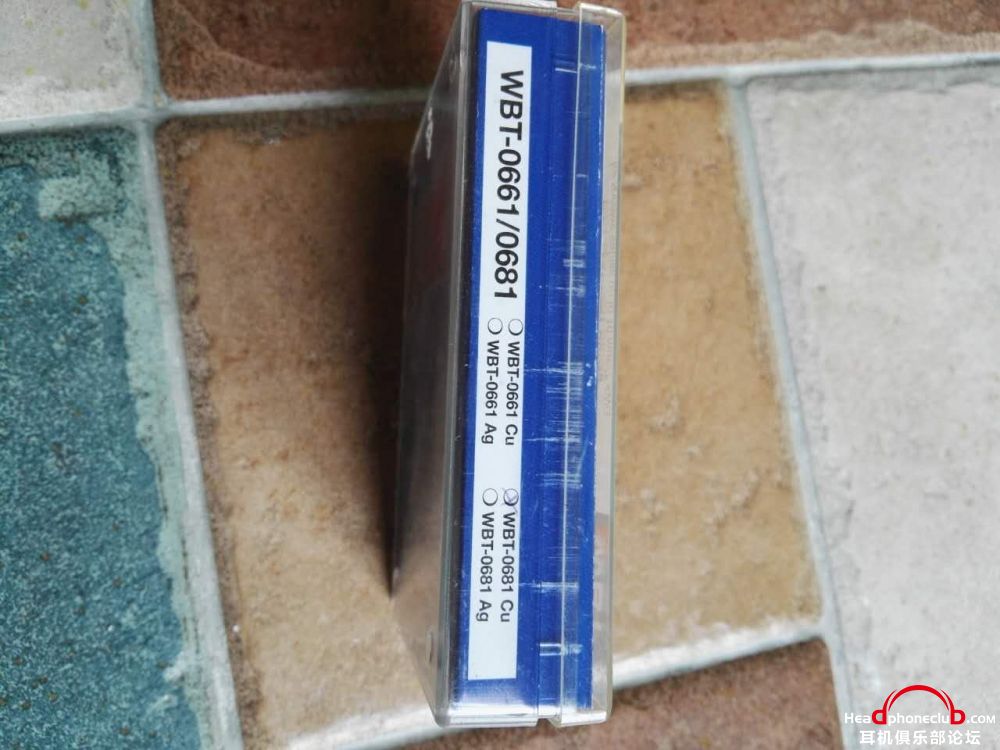 WBT-0661/0681
WBT-0661 Cu
WBT-0661 Ag
WBT-0681 Cu
WBT-0681 Ag
Headphoneclub.com
耳机俱乐部论坛